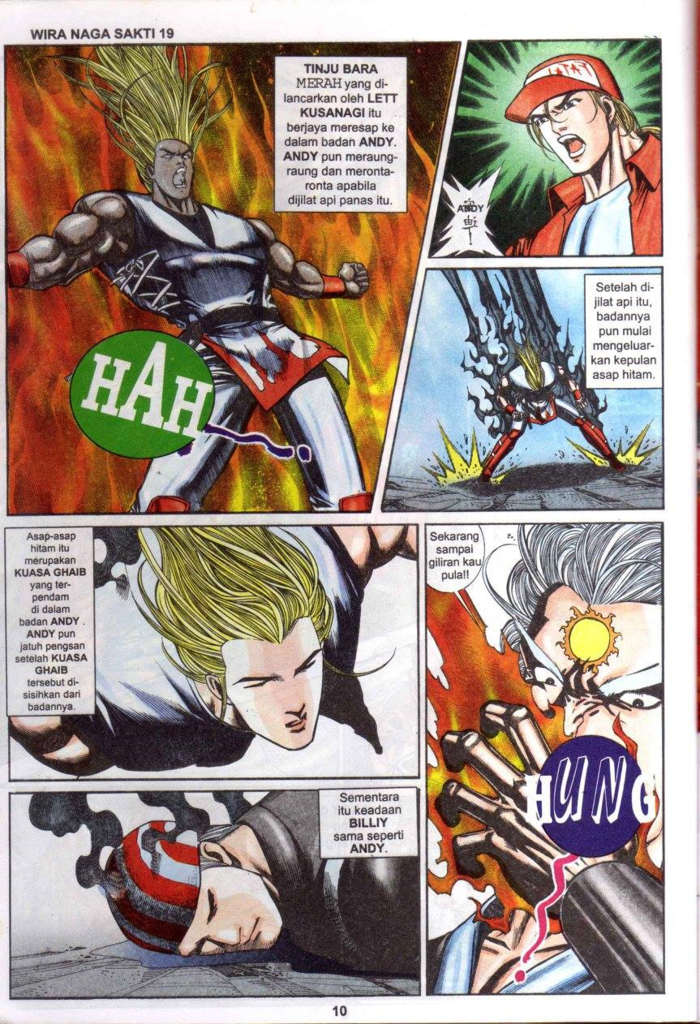 WIRA NAGA SAKTI 19
TINJU BARA
MERAH yang di-
lancarkan oleh LETT
KUSANAGI itu
berjaya meresap ke
dalam badan ANDY.
ANDY pun meraung-
raung dan meronta-
ronta apabila
dijilat api panas itu.
HAH
ANDY
Setelah di-
jilat api itu,
badannya
pun mulai
mengeluar-
kan kepulan
asap hitam.
Asap-asap
hitam itu
merupakan
KUASA GHAIB
yang ter-
pendam
di dalam
badan ANDY .
ANDY pun
jatuh pengsan
setelah KUASA
GHAIB
tersebut di-
sisihkan dari
badannya.
Sekarang
sampai
giliran kau
pula!!
HUNG
Sementara
itu keadaan
BILLIY
sama seperti
ANDY.
10